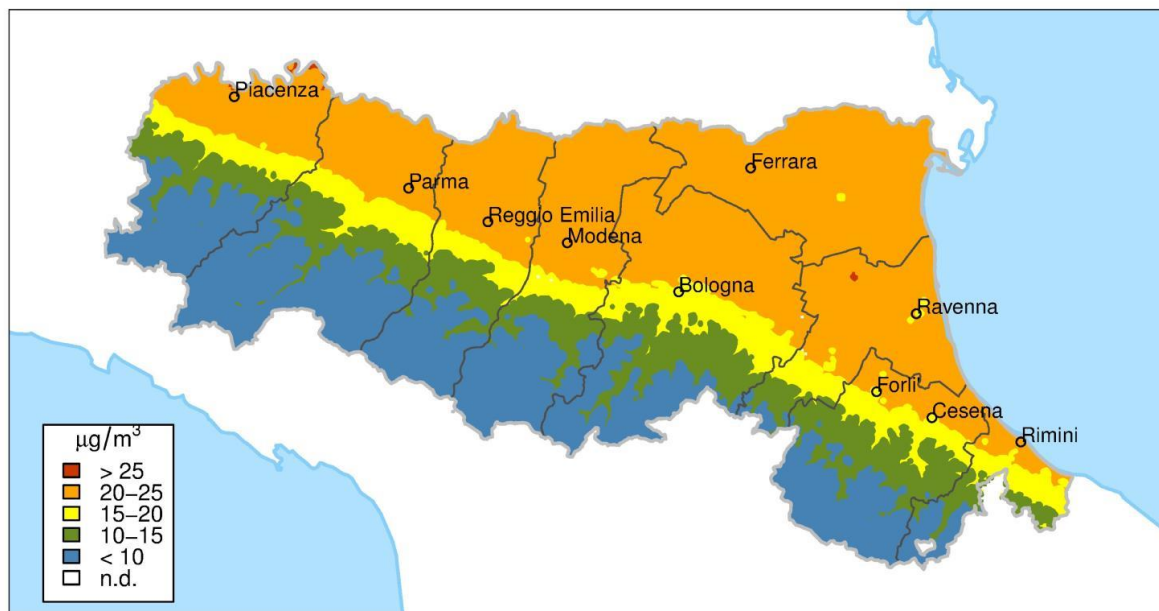 Piacenza
Parma
Ferrara
Reggio Emilia
Modena
Bologna
Ravenna
Forlì
Cesena
Rimini
μg/m³
> 25
20–25
15–20
10–15
< 10
n.d.